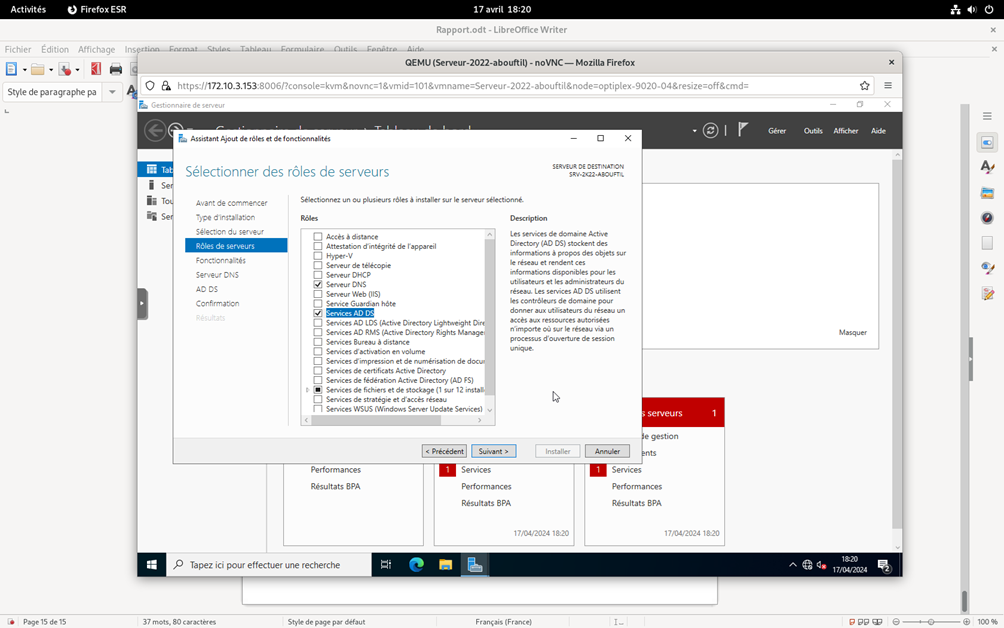 Activités
Firefox ESR
17 avril 18:20
Rapport.odt - LibreOffice Writer
Fichier Édition Affichage Insertion Format Styles Tableau Formulaire Outils Fenêtre Aide
QEMU (Serveur-2022-abouftil) - noVNC — Mozilla Firefox
https://172.10.3.153:8006/?console=kvm&novnc=1&vmid=101&vmname=Serveur-2022-abouftil&node=optiplex-9020-04&resize=off&cmd=
Style de paragraphe pa
Gestionnaire de serveur
Gérer Outils Afficher Aide
Assistant Ajout de rôles et de fonctionnalités
Sélectionner des rôles de serveurs
SERVEUR DE DESTINATION
SRV-2K22-ABOUFTIL
Avant de commencer
Type d'installation
Sélection du serveur
Rôles de serveurs
Fonctionnalités
Serveur DNS
AD DS
Confirmation
Résultats
Sélectionnez un ou plusieurs rôles à installer sur le serveur sélectionné.
Rôles
Accès à distance
Attestation d'intégrité de l'appareil
Hyper-V
Serveur de télécopie
Serveur DHCP
Serveur DNS
Serveur Web (IIS)
Service Guardian hôte
Services AD DS
Services AD LDS (Active Directory Lightweight Dire
Services AD RMS (Active Directory Rights Manage
Services Bureau à distance
Services d'activation en volume
Services d'impression et de numérisation de docu
Services de certificats Active Directory
Services de fédération Active Directory (AD FS)
Services de fichiers et de stockage (1 sur 12 install
Services de stratégie et d'accès réseau
Services WSUS (Windows Server Update Services)
Description
Les services de domaine Active
Directory (AD DS) stockent des
informations à propos des objets sur
le réseau et rendent ces
informations disponibles pour les
utilisateurs et les administrateurs du
réseau. Les services AD DS utilisent
les contrôleurs de domaine pour
donner aux utilisateurs du réseau un
accès aux ressources autorisées
n'importe où sur le réseau via un
processus d'ouverture de session
unique.
< Précédent
Suivant >
Installer
Annuler
Tab
Ser
Tou
Ser
Masquer
serveurs 1
de gestion
ents
Performances
Résultats BPA
1 Services
Performances
Résultats BPA
17/04/2024 18:20
1 Services
Performances
Résultats BPA
17/04/2024 18:20
Tapez ici pour effectuer une recherche
18:20
17/04/2024
2
Page 15 de 15
37 mots, 80 caractères
Style de page par défaut
Français (France)
100 %